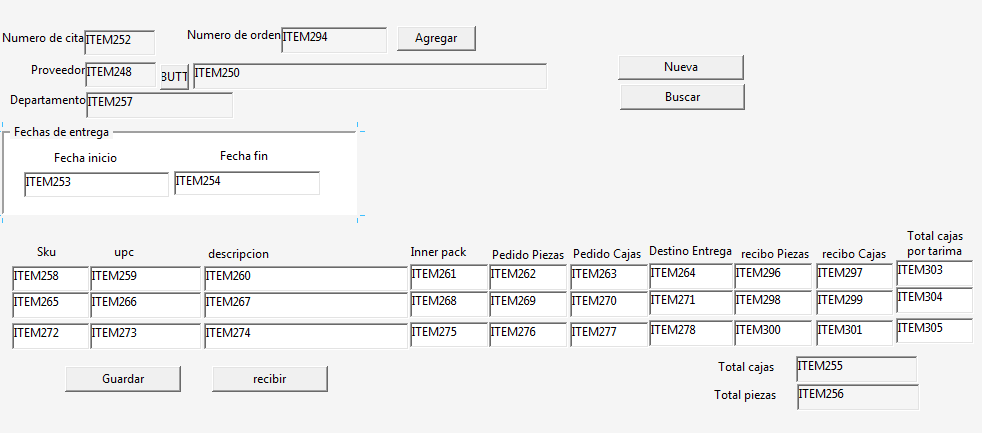 Numero de cita ITEM252 Numero de orden ITEM294 Agregar
Proveedor ITEM248 BUTT ITEM250 Nueva
Departamento ITEM257 Buscar
Fechas de entrega
Fecha inicio Fecha fin
ITEM253 ITEM254
Sku upc descripcion Inner pack Pedido Piezas Pedido Cajas Destino Entrega recibo Piezas recibo Cajas Total cajas
por tarima
ITEM258 ITEM259 ITEM260 ITEM261 ITEM262 ITEM263 ITEM264 ITEM296 ITEM297 ITEM303
ITEM265 ITEM266 ITEM267 ITEM268 ITEM269 ITEM270 ITEM271 ITEM298 ITEM299 ITEM304
ITEM272 ITEM273 ITEM274 ITEM275 ITEM276 ITEM277 ITEM278 ITEM300 ITEM301 ITEM305
Guardar recibir Total cajas ITEM255
Total piezas ITEM256